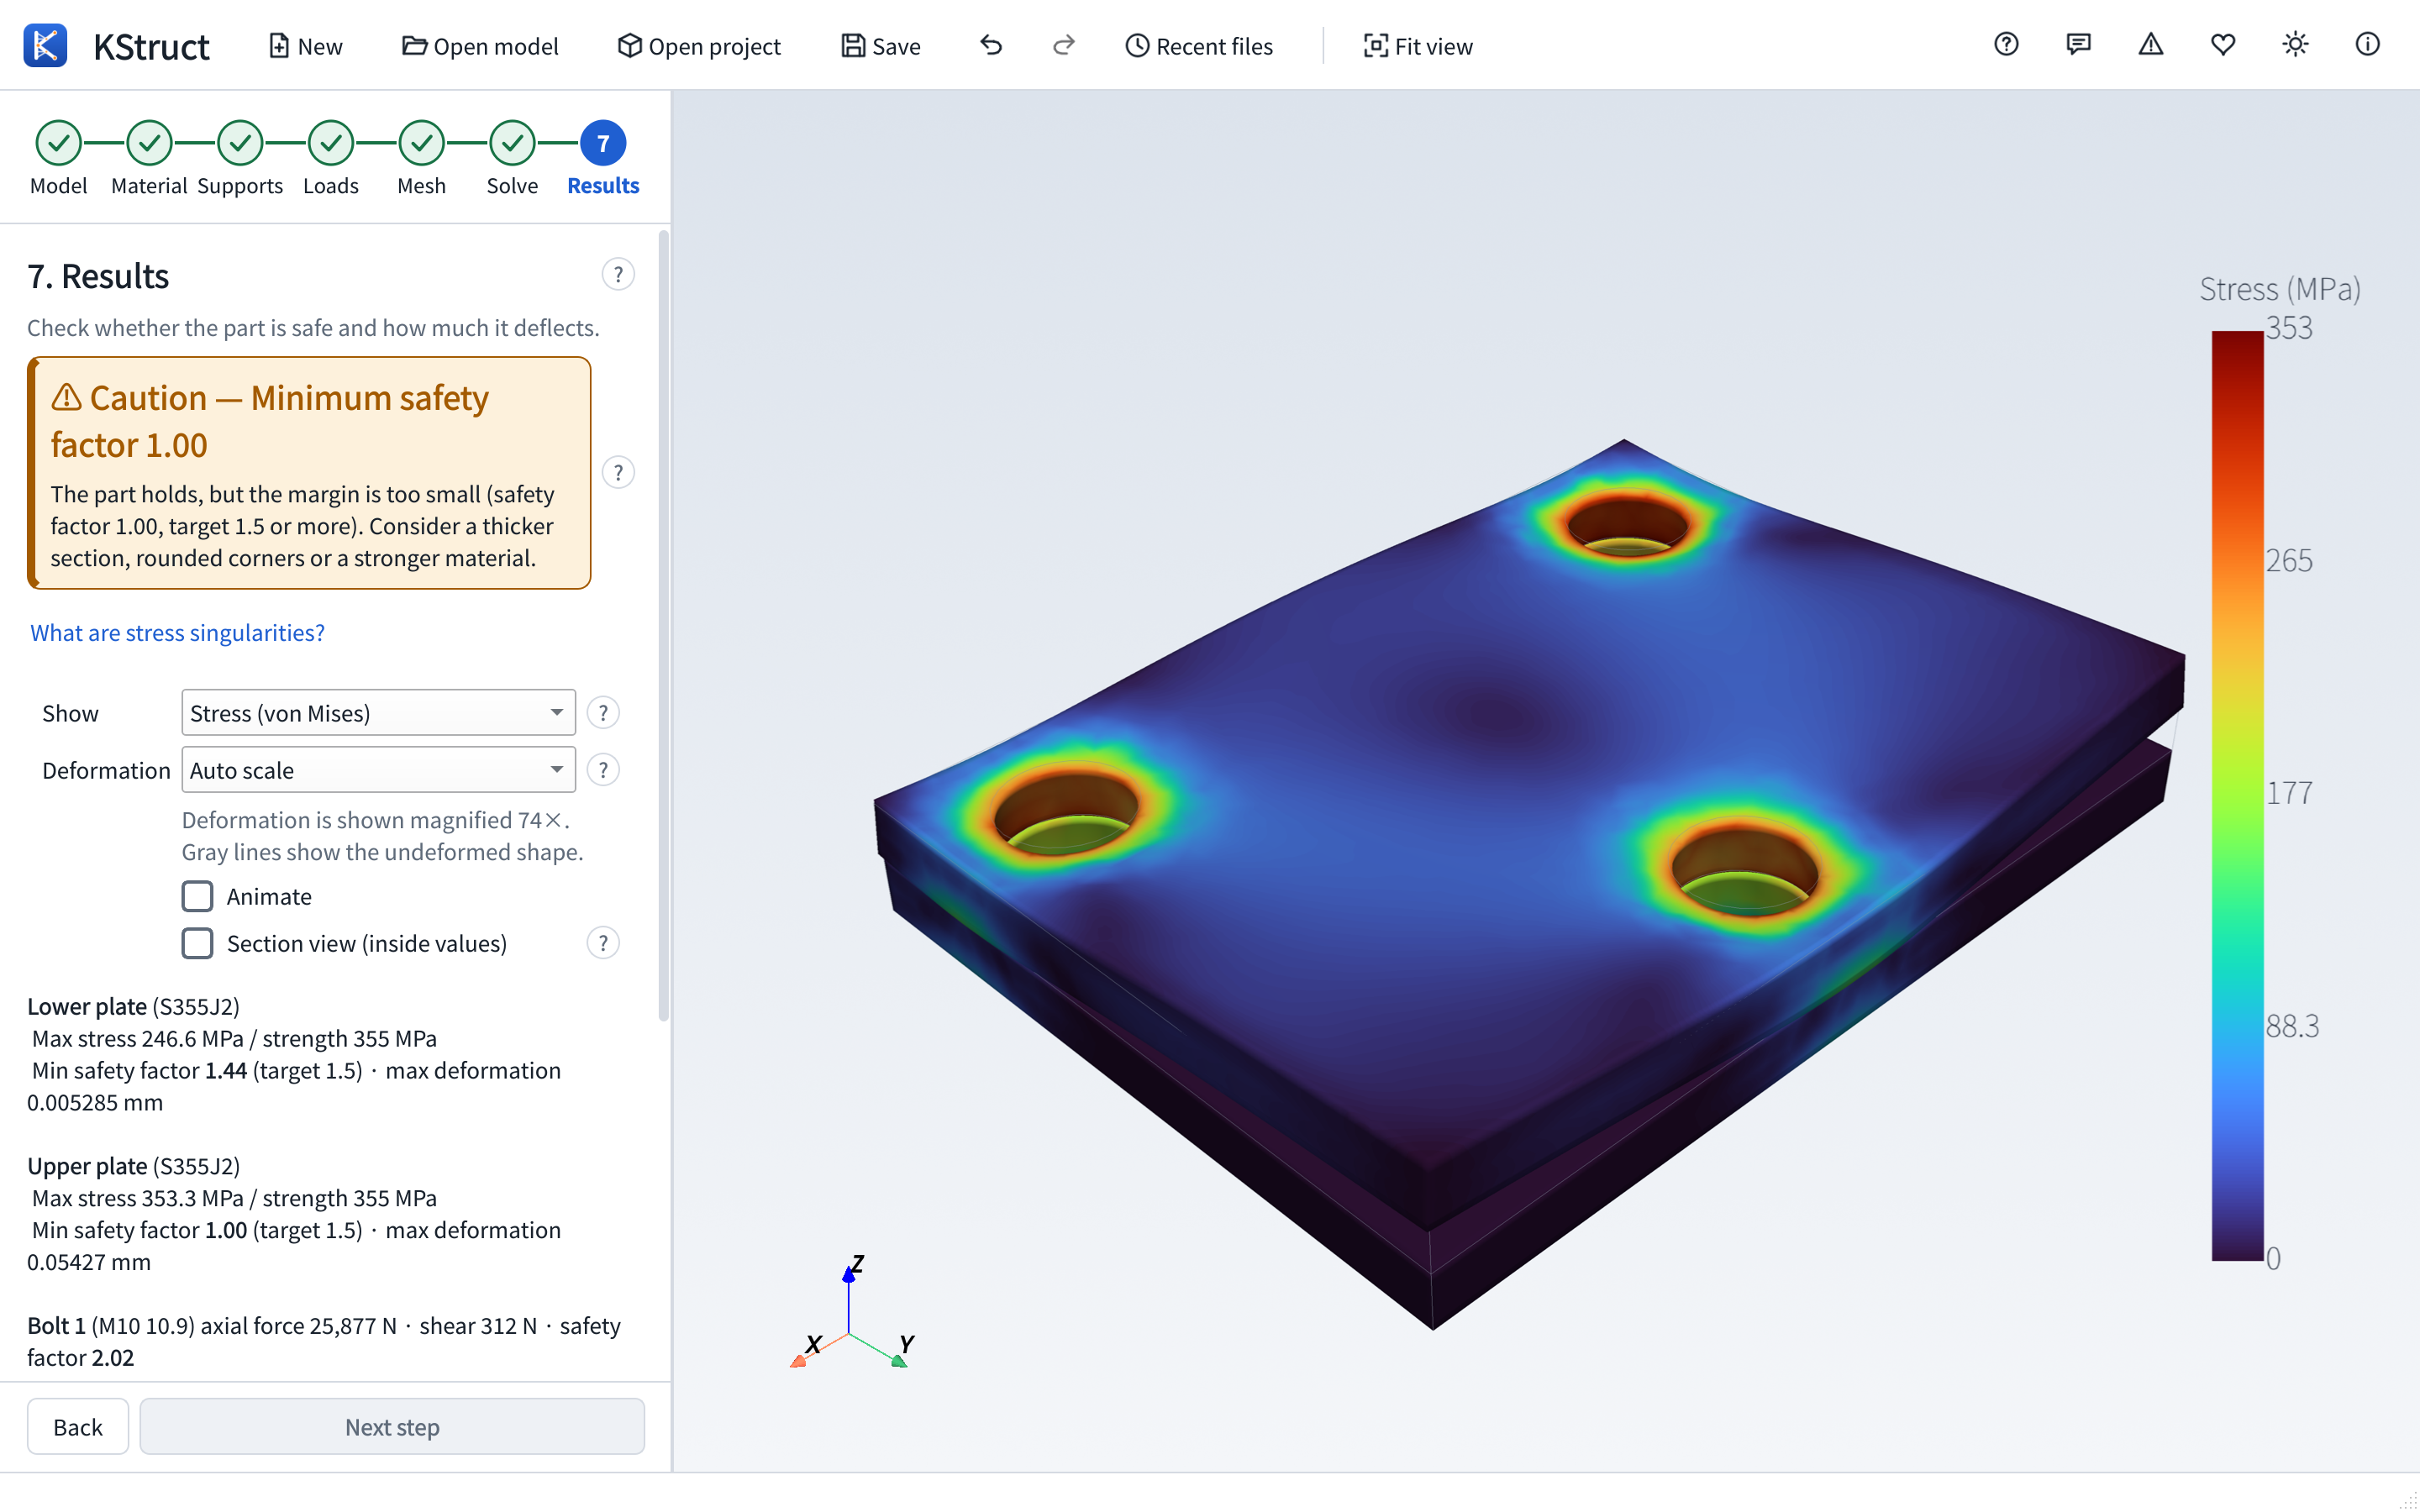 KStruct
New
Open model
Open project
Save
Recent files
Fit view
7
Model
Material
Supports
Loads
Mesh
Solve
Results
7. Results
?
Check whether the part is safe and how much it deflects.
Caution — Minimum safety
factor 1.00
The part holds, but the margin is too small (safety
factor 1.00, target 1.5 or more). Consider a thicker
section, rounded corners or a stronger material.
?
What are stress singularities?
Show
Stress (von Mises)
?
Deformation
Auto scale
?
Deformation is shown magnified 74×.
Gray lines show the undeformed shape.
Animate
Section view (inside values)
?
Lower plate (S355J2)
Max stress 246.6 MPa / strength 355 MPa
Min safety factor 1.44 (target 1.5) · max deformation
0.005285 mm
Upper plate (S355J2)
Max stress 353.3 MPa / strength 355 MPa
Min safety factor 1.00 (target 1.5) · max deformation
0.05427 mm
Bolt 1 (M10 10.9) axial force 25,877 N · shear 312 N · safety
factor 2.02
Back
Next step
Stress (MPa)
353
265
177
88.3
0
Z
X
Y